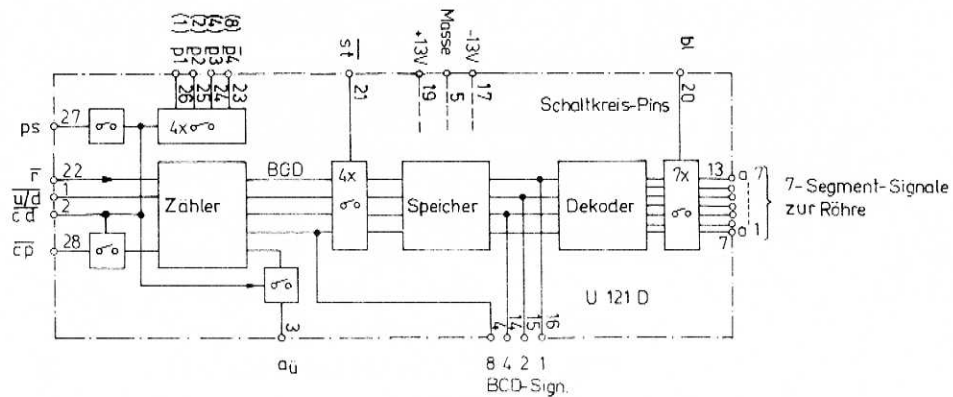 (1) (2) (4) (8)
p1 p2 p3 p4
26 25 24 23
st
21
+13V Masse -13V
19 5 17
bl
20
Schaltkreis-Pins
ps 27
4x
r 22
u/d 1
cd 2
cp 28
Zähler
BCD
4x
Speicher
Dekoder
7x
13 a 7
7 a 1
7-Segment-Signale
zur Röhre
U 121 D
3
aü
4 14 15 16
8 4 2 1
BCD-Sign.